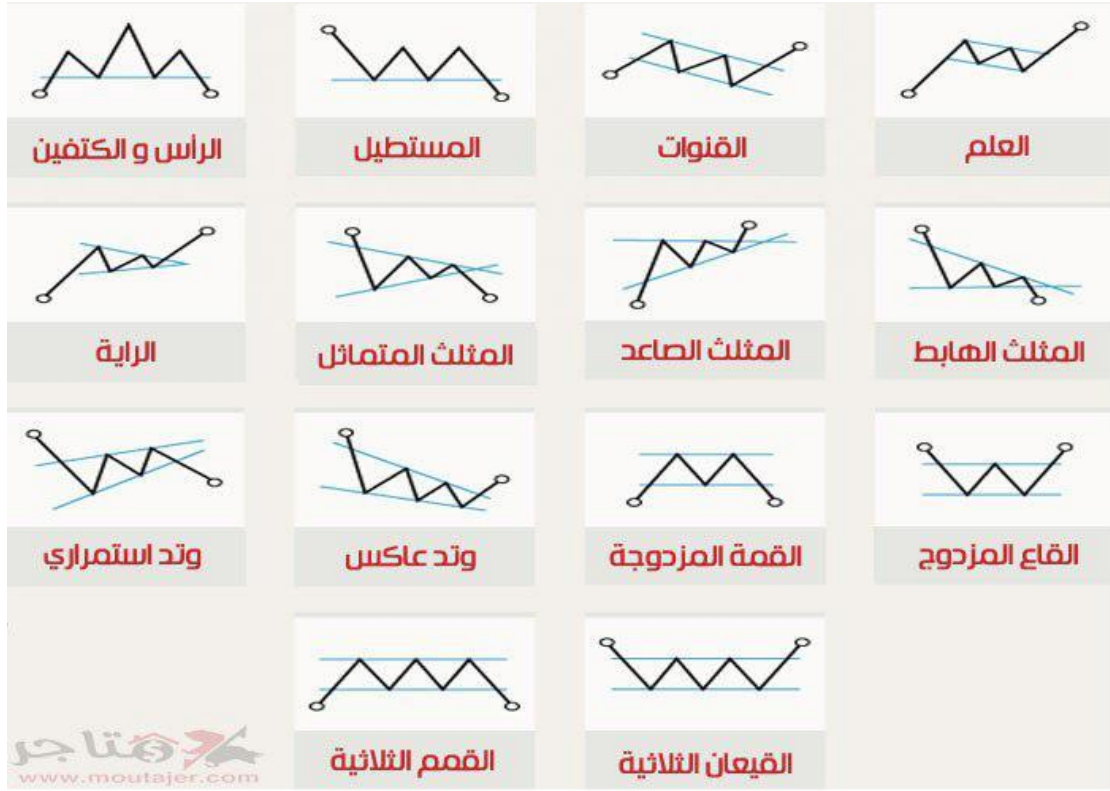 العلم
القنوات
المستطيل
الرأس و الكتفين
المثلث الهابط
المثلث الصاعد
المثلث المتماثل
الراية
القاع المزدوج
القمة المزدوجة
وتد عاكس
وتد استمراري
القيعان الثلاثية
القمم الثلاثية
متاجر
www.moutajer.com